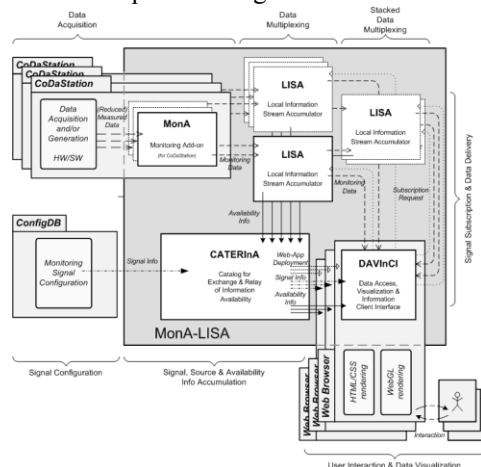 Data
Acquisition
Data
Multiplexing
Stacked
Data
Multiplexing
CoDaStation
CoDaStation
CoDaStation
Data
Acquisition
and/or
Generation
HW/SW
(Reduced)
Measured
Data
MonA
Monitoring Add-on
(for CoDaStation)
Monitoring
Data
LISA
Local Information
Stream Accumulator
LISA
Local Information
Stream Accumulator
LISA
Local Information
Stream Accumulator
Monitoring
Data
Subscription
Request
Signal Subscription & Data Delivery
Availability
Info
ConfigDB
Monitoring
Signal
Configuration
Signal Info
CATERInA
Catalog for
Exchange & Relay
of Information
Availability
Web-App
Deployment
Signal Info
Availability
Info
DAVInCI
Data Access,
Visualization &
Information
Client Interface
MonA-LISA
Web Browser
Web Browser
Web Browser
HTML/CSS
rendering
WebGL
rendering
Interaction
Signal Configuration
Signal, Source & Availability
Info Accumulation
User Interaction & Data Visualization